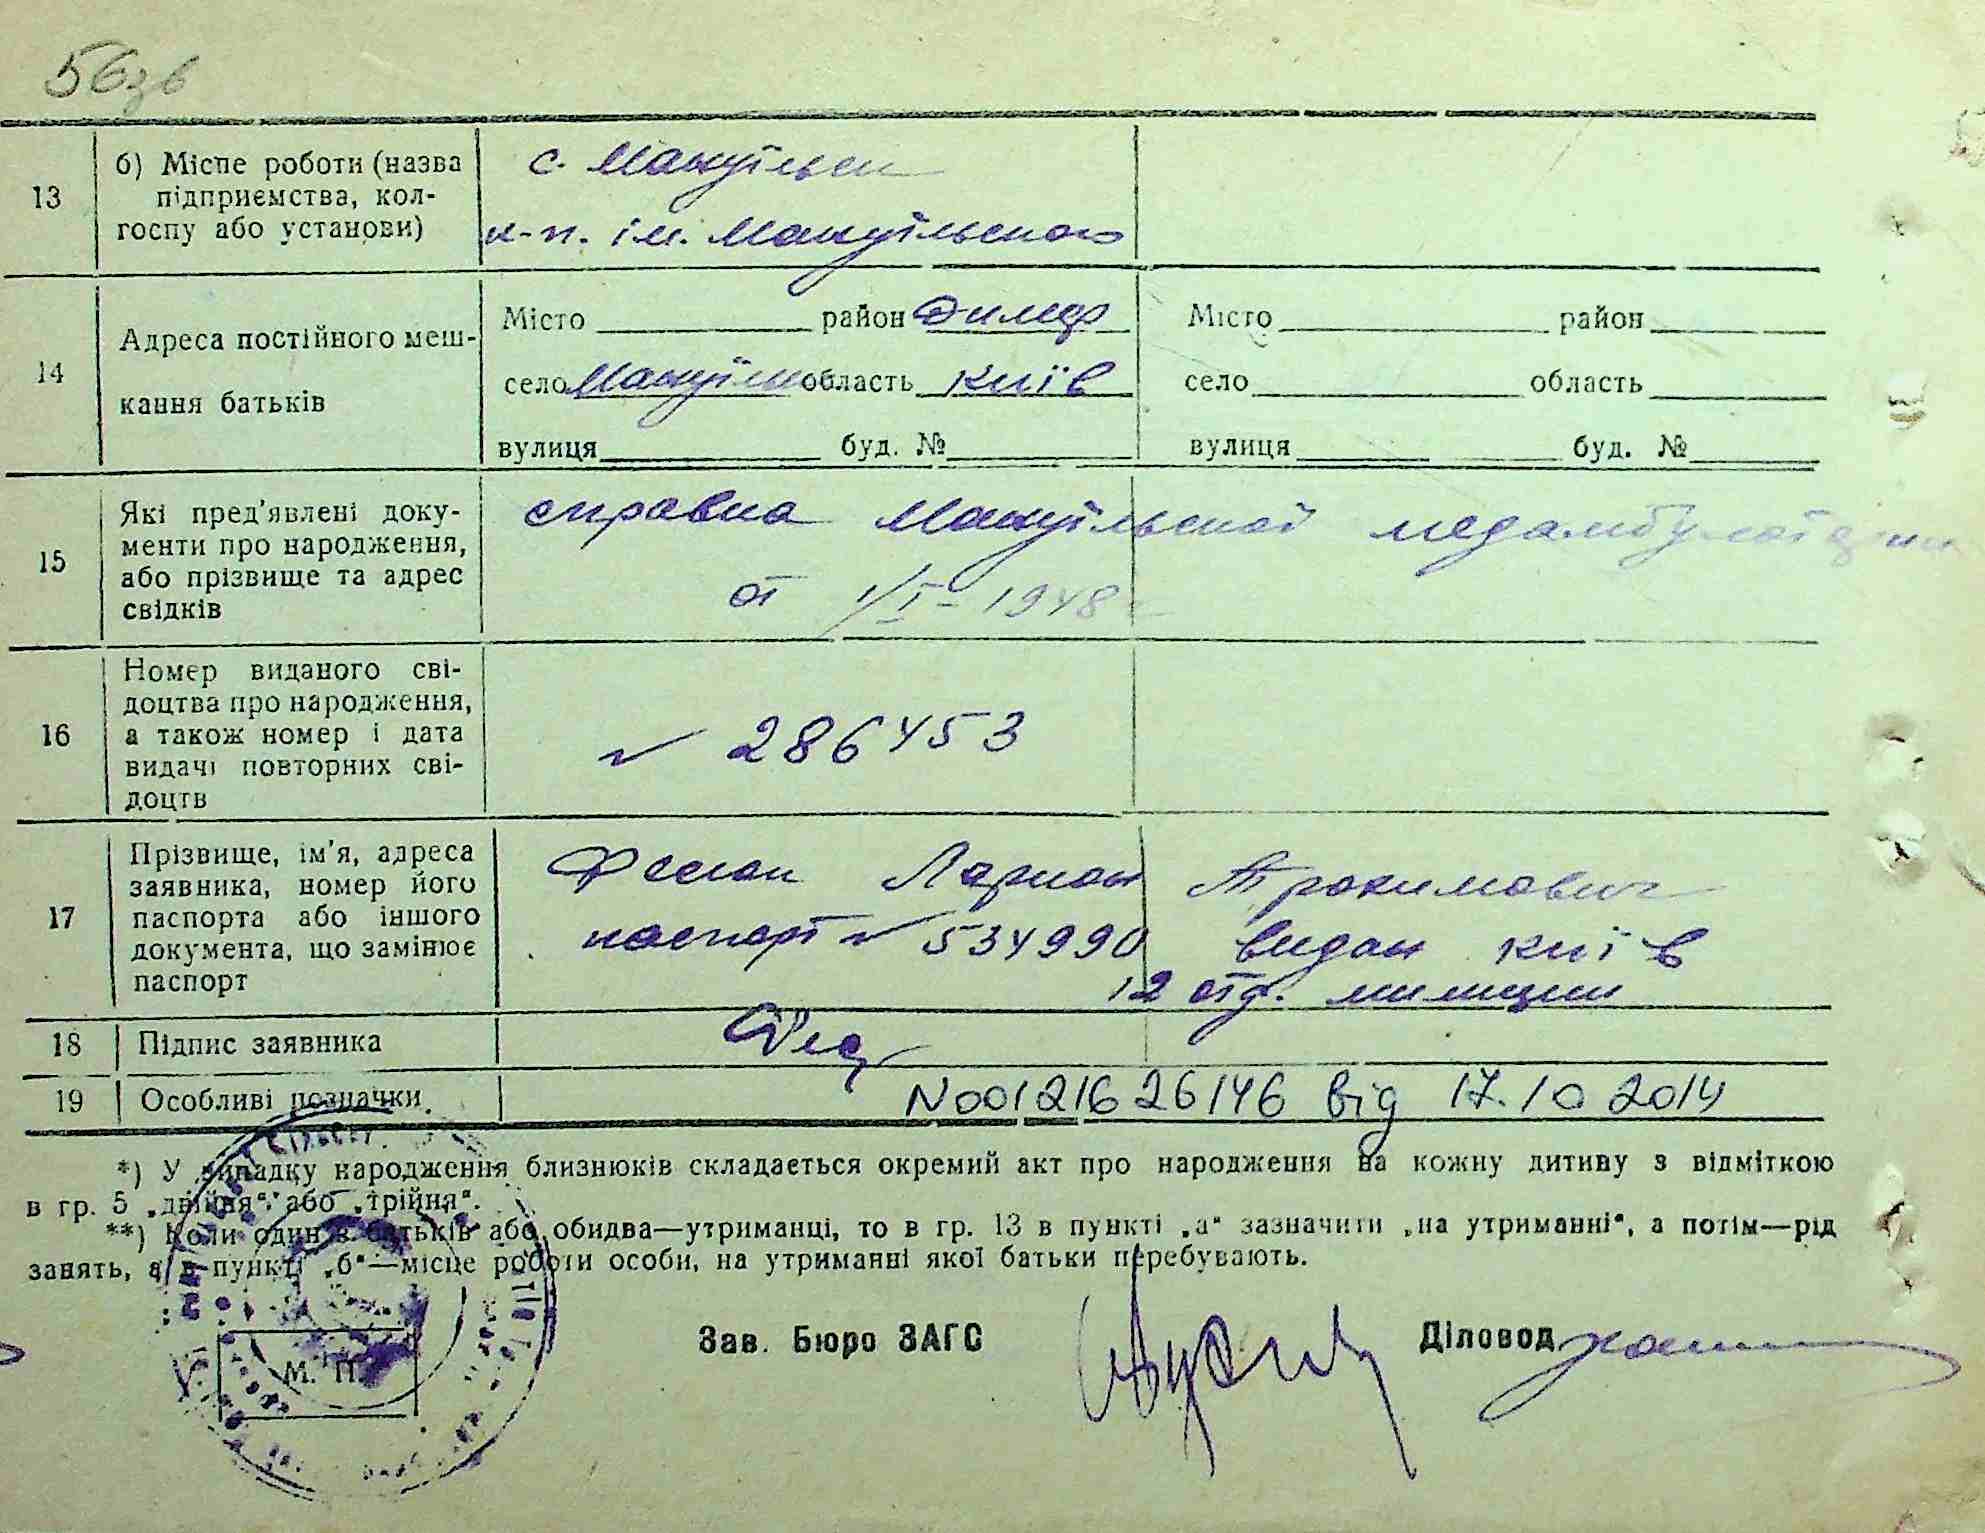 56зв
13
б) Місце роботи (назва
підприємства, кол-
госпу або установи)
с. Мануїльск
к-п. ім. Мануїльского
14
Адреса постійного меш-
кання батьків
Місто район Димер
село Мануїльск область Київ
вулиця буд. №
Місто район
село область
вулиця буд. №
15
Які пред'явлені доку-
менти про народження,
або прізвище та адрес
свідків
справка Мануїльской медамбулаторіи
от 1/I-1948г
16
Номер виданого сві-
доцтва про народження,
а також номер і дата
видачі повторних сві-
доцтв
№ 286453
17
Прізвище, ім'я, адреса
заявника, номер його
паспорта або іншого
документа, що замінює
паспорт
Ларион Трохимович
паспорт № 534990 видан Київ
12 отд. милиции
18
Підпис заявника
19
Особливі позначки
N00121626146 від 17.10 2014
*) У випадку народження близнюків складається окремий акт про народження на кожну дитину з відміткою
в гр. 5 „двійня“ або „трійня“.
**) Коли один з батьків або обидва—утриманці, то в гр. 13 в пункті „а“ зазначити „на утриманні“, а потім—рід
занять, а в пункті „б“—місце роботи особи, на утриманні якої батьки перебувають.
Зав. Бюро ЗАГС
Діловод
М. П.